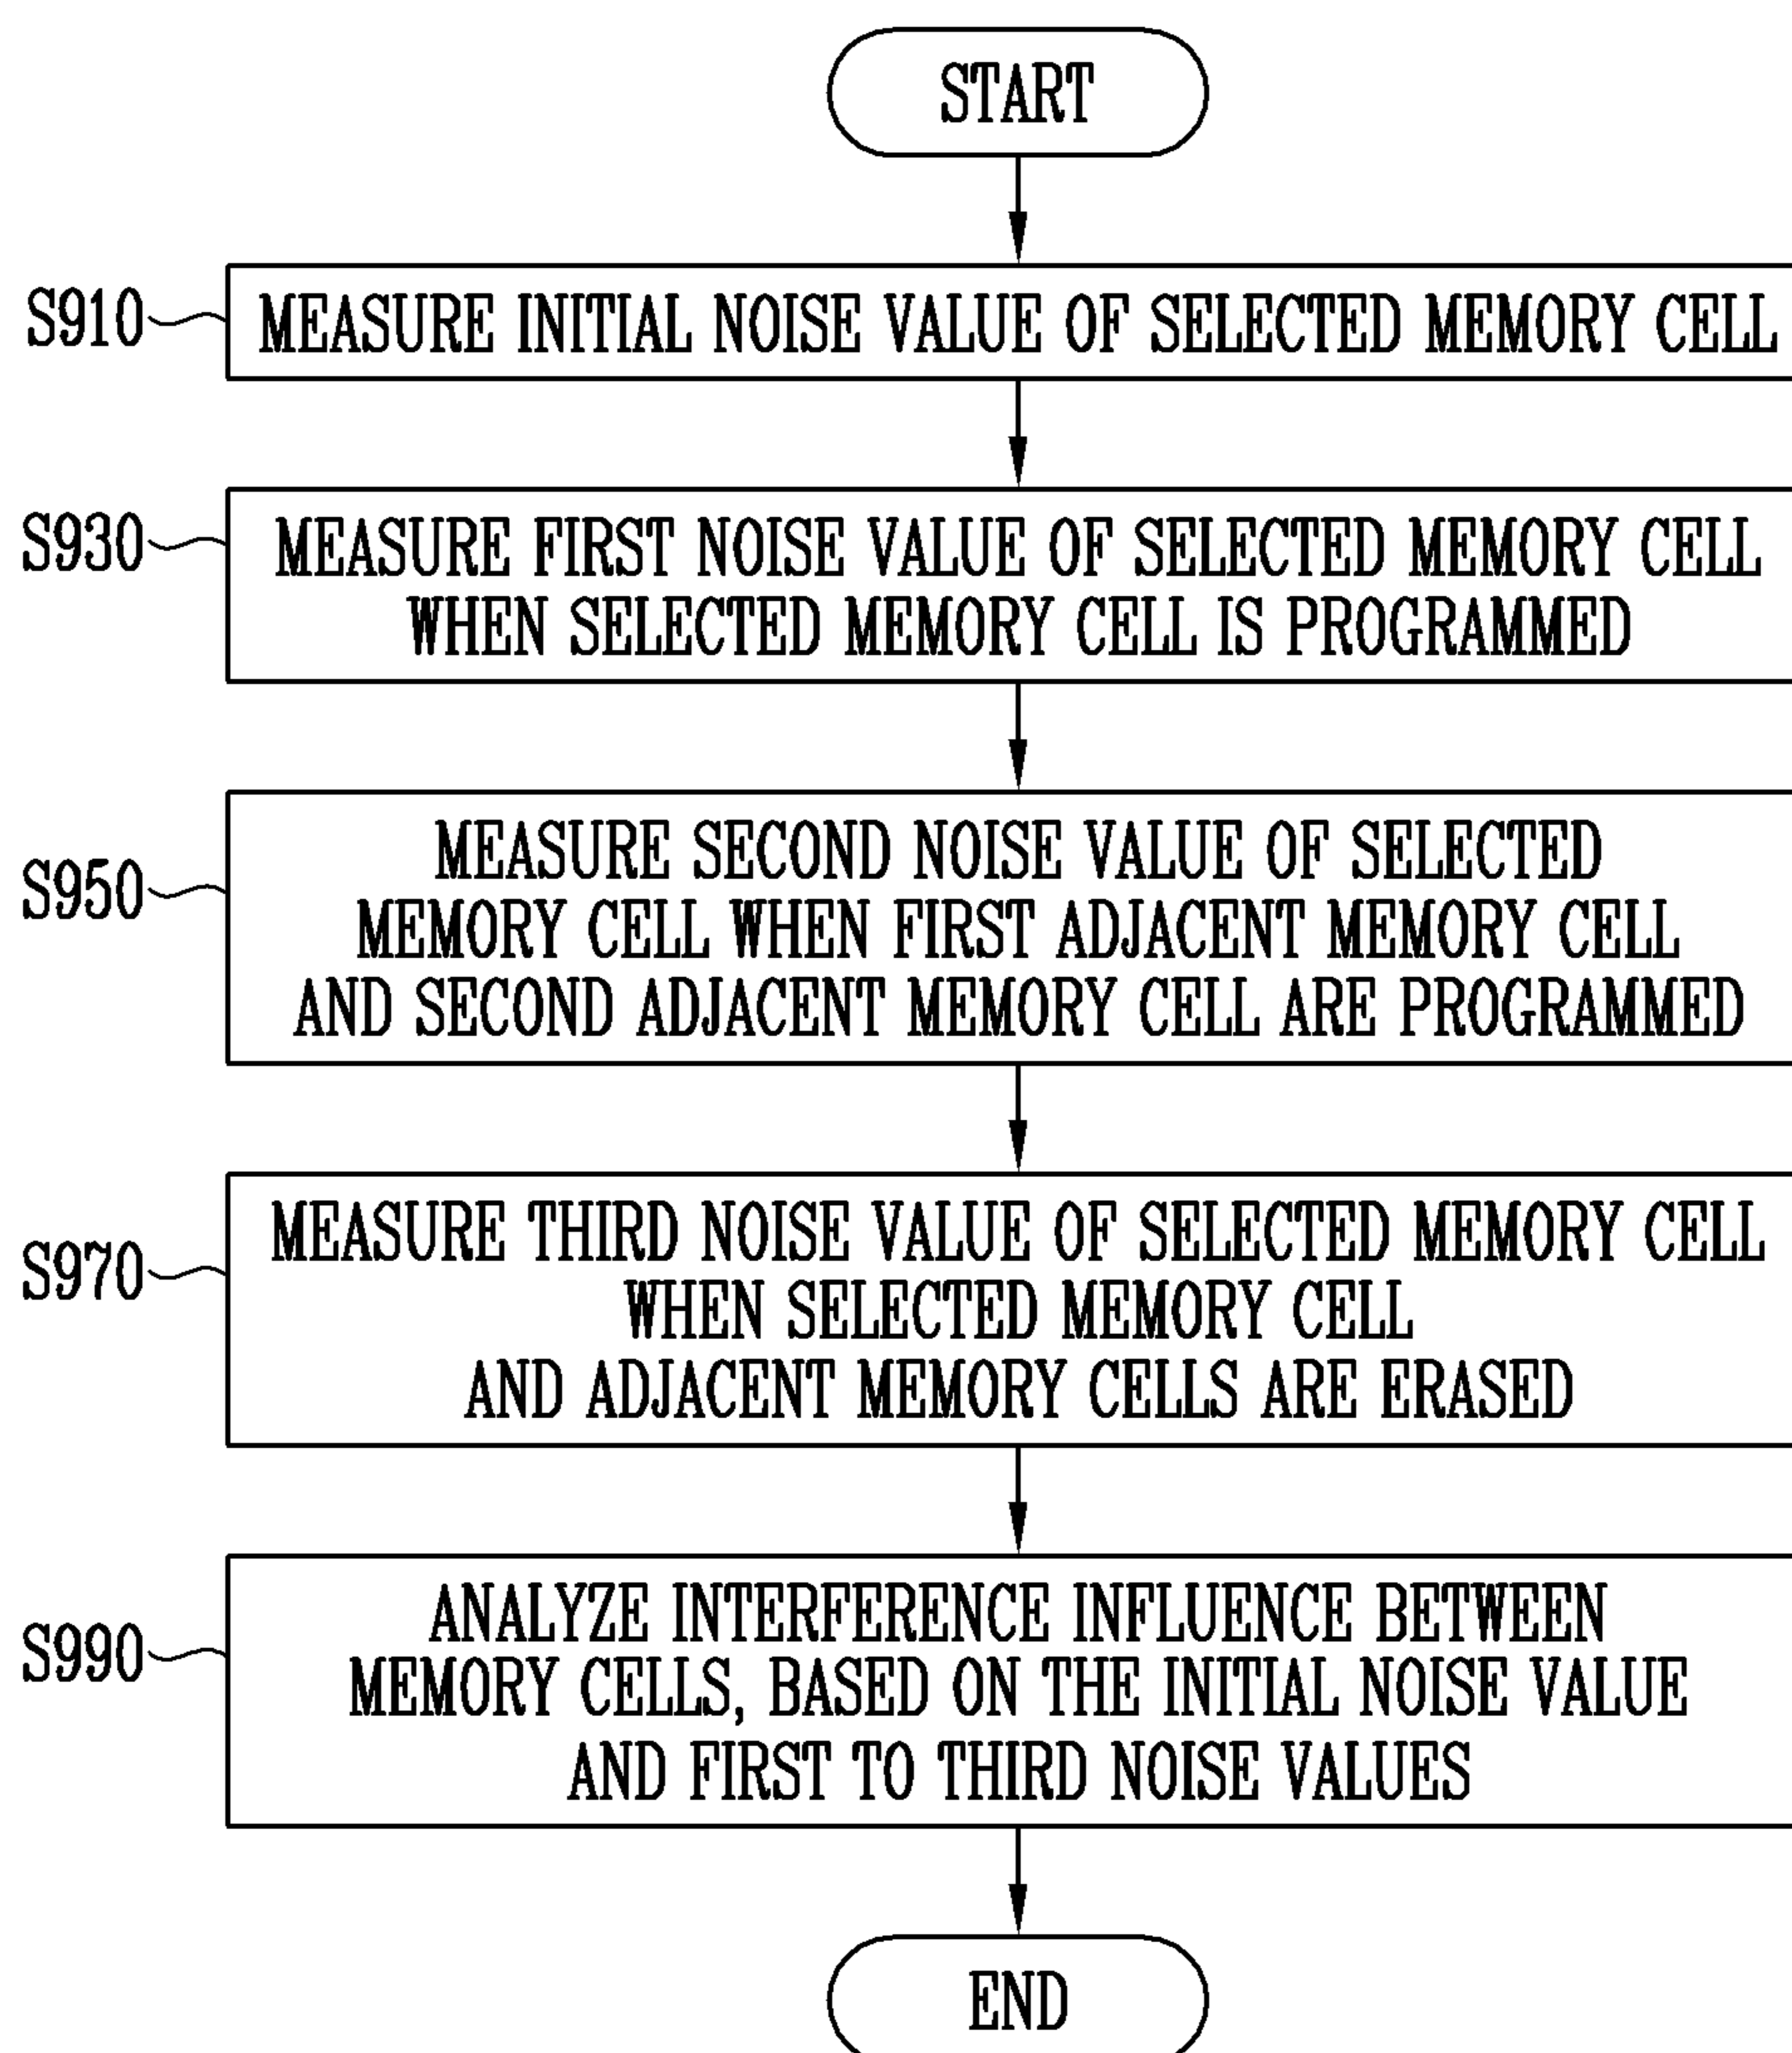 START
S910
MEASURE INITIAL NOISE VALUE OF SELECTED MEMORY CELL
S930
MEASURE FIRST NOISE VALUE OF SELECTED MEMORY CELL
WHEN SELECTED MEMORY CELL IS PROGRAMMED
S950
MEASURE SECOND NOISE VALUE OF SELECTED
MEMORY CELL WHEN FIRST ADJACENT MEMORY CELL
AND SECOND ADJACENT MEMORY CELL ARE PROGRAMMED
S970
MEASURE THIRD NOISE VALUE OF SELECTED MEMORY CELL
WHEN SELECTED MEMORY CELL
AND ADJACENT MEMORY CELLS ARE ERASED
S990
ANALYZE INTERFERENCE INFLUENCE BETWEEN
MEMORY CELLS, BASED ON THE INITIAL NOISE VALUE
AND FIRST TO THIRD NOISE VALUES
END